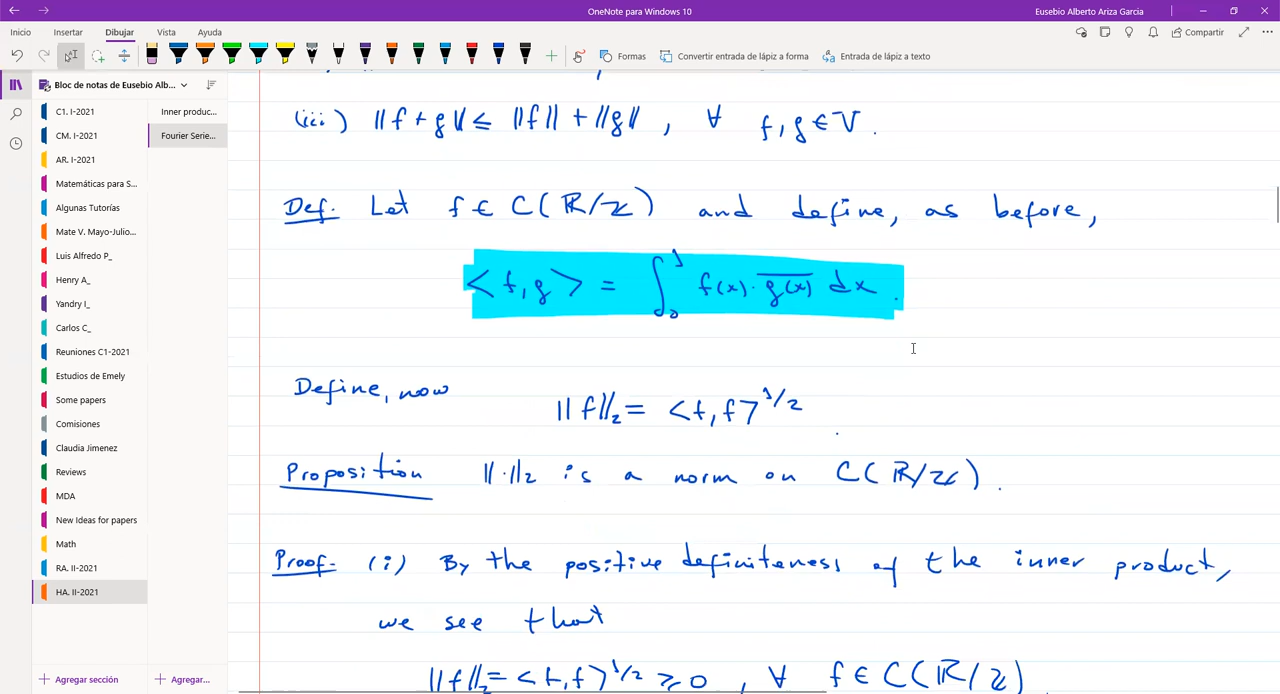 OneNote para Windows 10
Eusebio Alberto Ariza Garcia
Inicio Insertar Dibujar Vista Ayuda
Compartir
Formas
Convertir entrada de lápiz a forma
Entrada de lápiz a texto
Bloc de notas de Eusebio Alb...
C1. I-2021
CM. I-2021
AR. I-2021
Matemáticas para S...
Algunas Tutorías
Mate V. Mayo-Julio...
Luis Alfredo P_
Henry A_
Yandry I_
Carlos C_
Reuniones C1-2021
Estudios de Emely
Some papers
Comisiones
Claudia Jimenez
Reviews
MDA
New Ideas for papers
Math
RA. II-2021
HA. II-2021
Agregar sección
Inner produc...
Fourier Serie...
Agregar...
(iii) ||f + g|| ≤ ||f|| + ||g|| , ∀ f, g ∈ V.
Def. Let f ∈ C(ℝ/ℤ) and define, as before,
<f, g> = ∫₀¹ f(x)·\overline{g(x)} dx.
Define, now
||f||₂ = <f, f>^{1/2}.
Proposition ||·||₂ is a norm on C(ℝ/ℤ).
Proof. (i) By the positive definiteness of the inner product,
we see that
||f||₂ = <f, f>^{1/2} ≥ 0, ∀ f ∈ C(ℝ/ℤ)